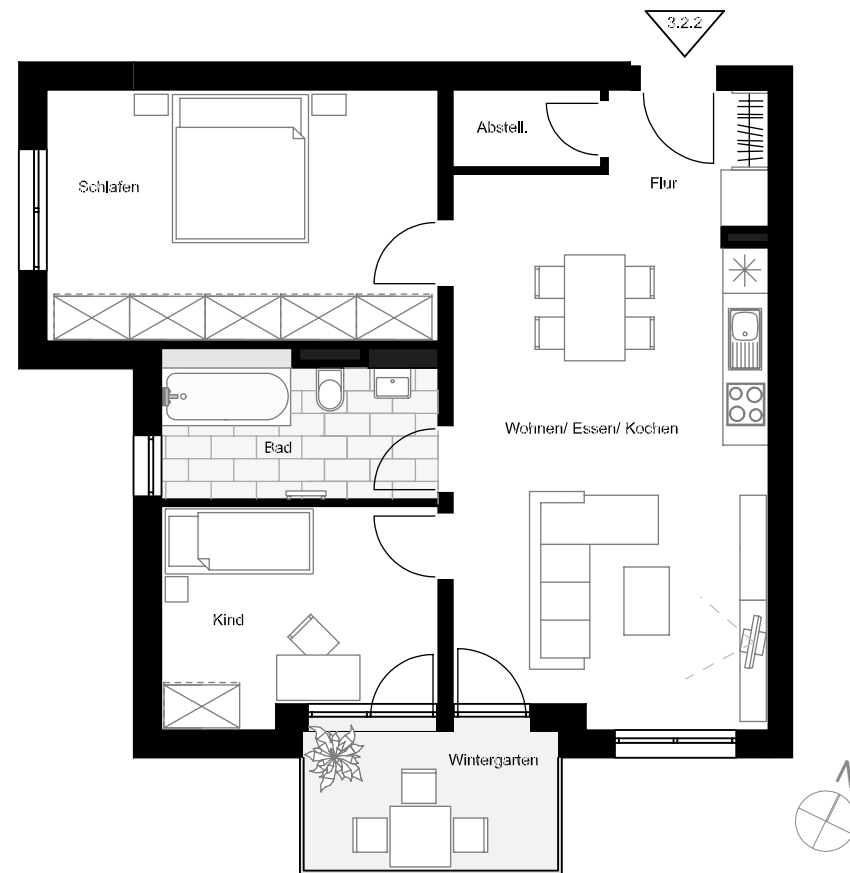 3.2.2
Abstell.
Flur
Schlafen
Wohnen/ Essen/ Kochen
Bad
Kind
Wintergarten
N